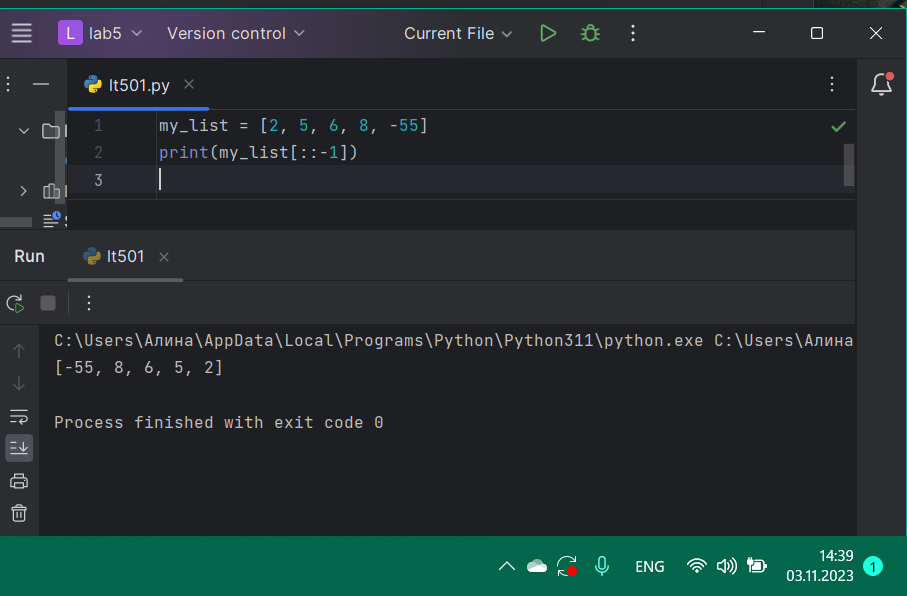 L lab5 Version control Current File
lt501.py
1 my_list = [2, 5, 6, 8, -55]
2 print(my_list[::-1])
3
Run lt501
C:\Users\Алина\AppData\Local\Programs\Python\Python311\python.exe C:\Users\Алина
[-55, 8, 6, 5, 2]
Process finished with exit code 0
ENG
14:39
03.11.2023
1